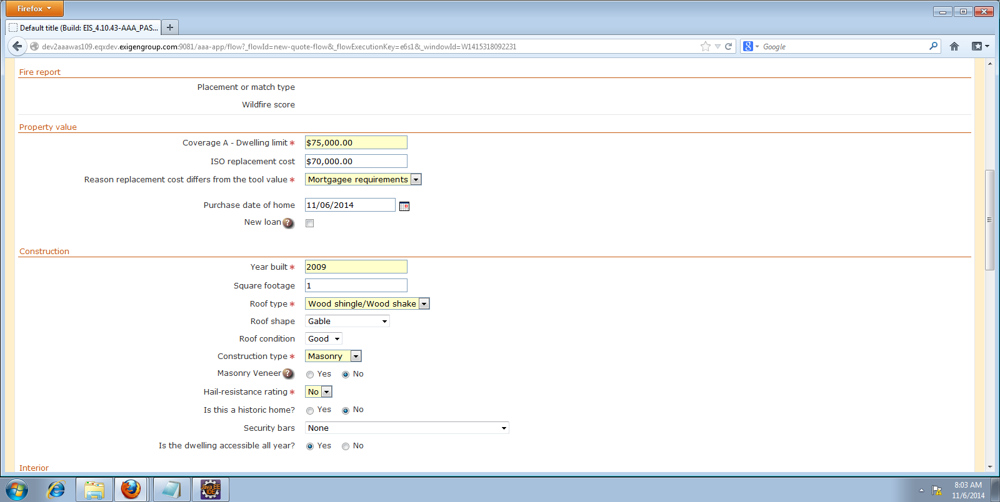 Firefox
Default title (Build: EIS_4.10.43-AAA_PAS...
dev2aaawas109.eqxdev.exigengroup.com:9081/aaa-app/flow?_flowId=new-quote-flow&_flowExecutionKey=e6s1&_windowId=W1415318092231
Google
Fire report
Placement or match type
Wildfire score
Property value
Coverage A - Dwelling limit * $75,000.00
ISO replacement cost $70,000.00
Reason replacement cost differs from the tool value * Mortgagee requirements
Purchase date of home 11/06/2014
New loan ?
Construction
Year built * 2009
Square footage 1
Roof type * Wood shingle/Wood shake
Roof shape Gable
Roof condition Good
Construction type * Masonry
Masonry Veneer ? Yes No
Hail-resistance rating * No
Is this a historic home? Yes No
Security bars None
Is the dwelling accessible all year? Yes No
Interior
Java EE
IDE
8:03 AM
11/6/2014